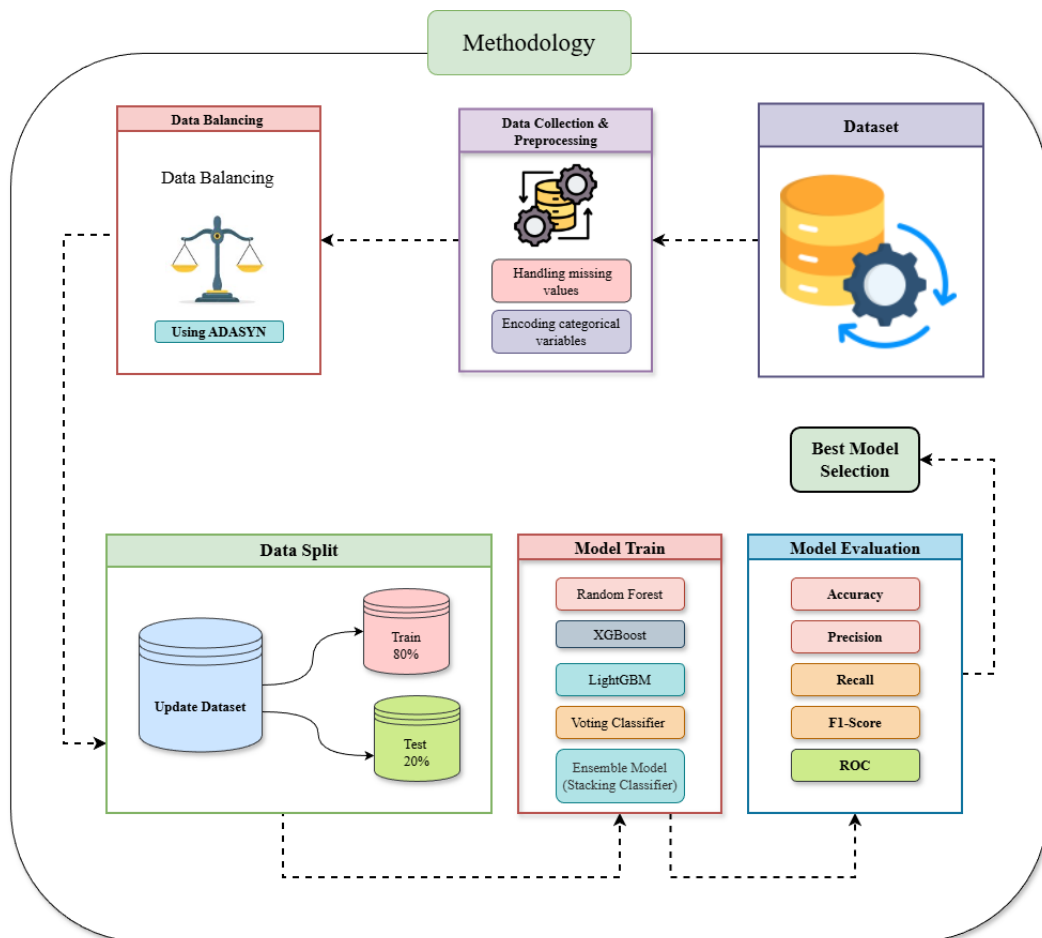 Methodology
Dataset
Data Collection &
Preprocessing
Handling missing
values
Encoding categorical
variables
Data Balancing
Data Balancing
Using ADASYN
Data Split
Update Dataset
Train
80%
Test
20%
Model Train
Random Forest
XGBoost
LightGBM
Voting Classifier
Ensemble Model
(Stacking Classifier)
Model Evaluation
Accuracy
Precision
Recall
F1-Score
ROC
Best Model
Selection